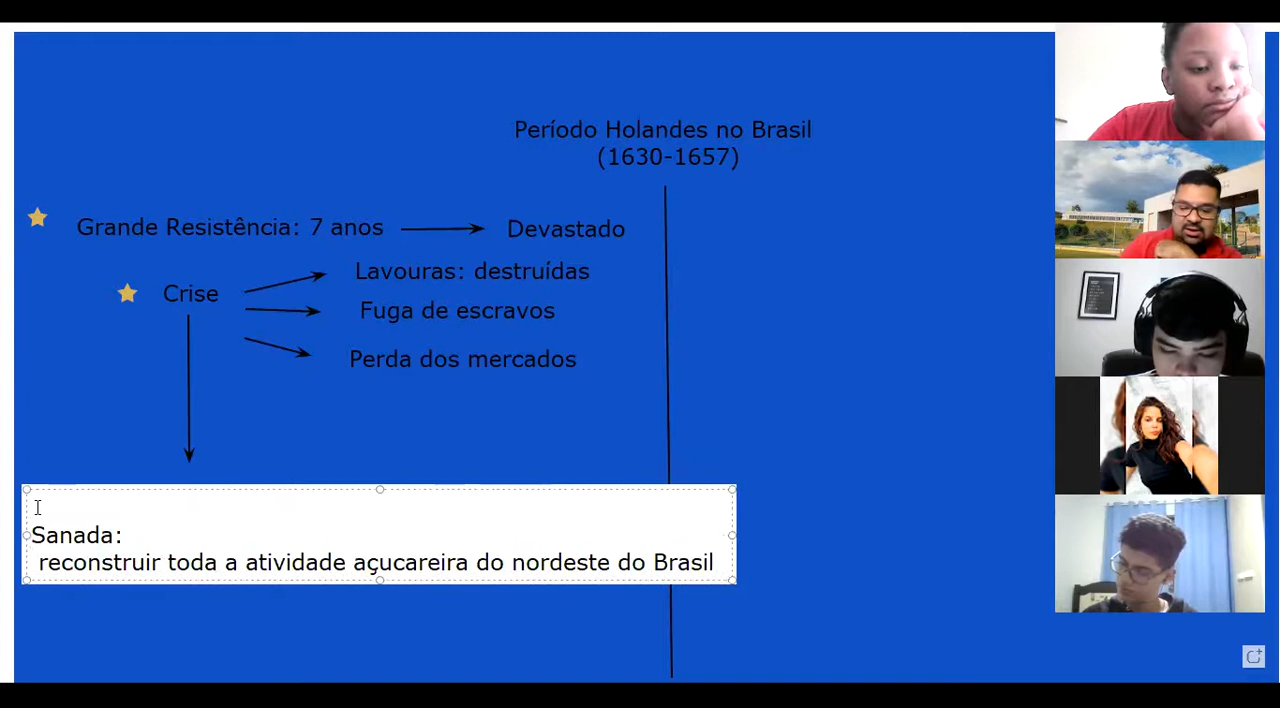 Período Holandes no Brasil
(1630-1657)
Grande Resistência: 7 anos
Devastado
Crise
Lavouras: destruídas
Fuga de escravos
Perda dos mercados
Sanada:
reconstruir toda a atividade açucareira do nordeste do Brasil